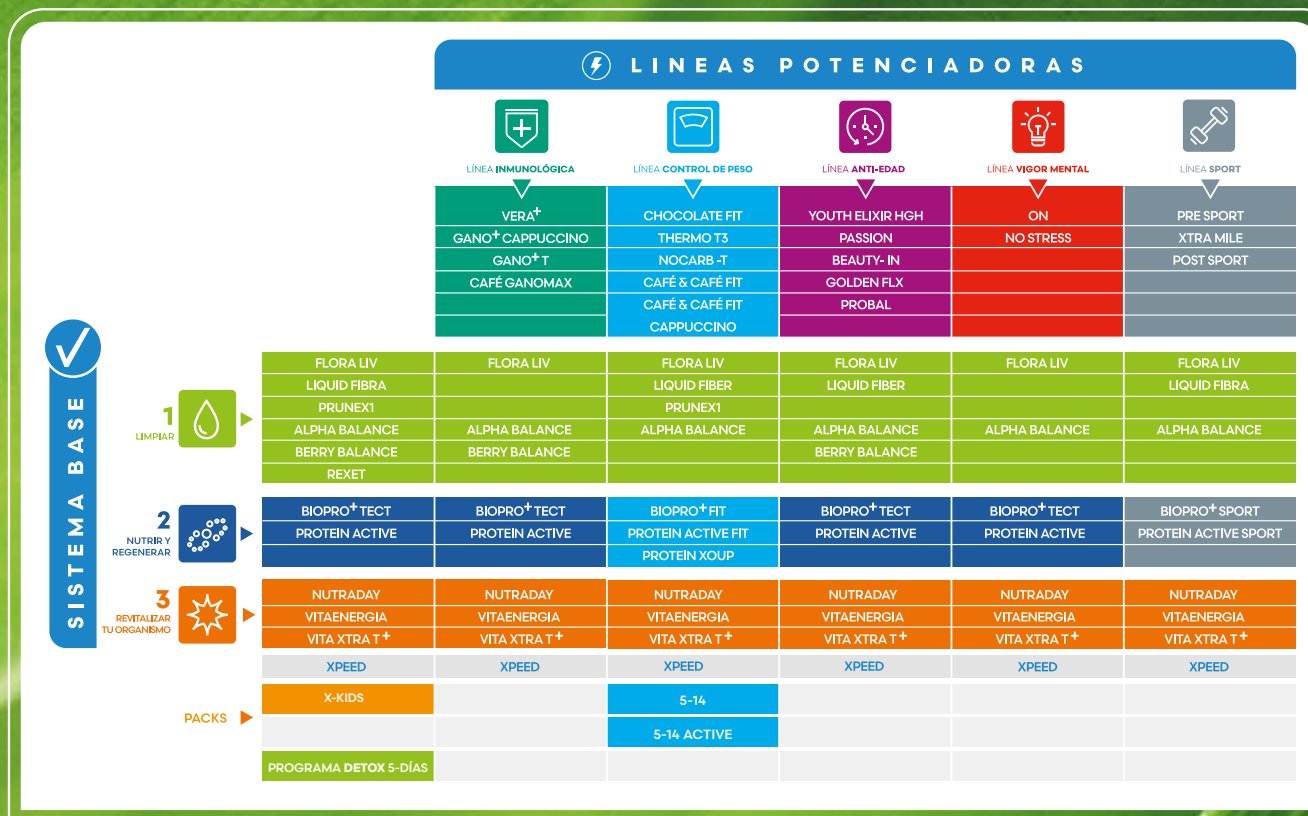 LINEAS POTENCIADORAS
LÍNEA INMUNOLÓGICA LÍNEA CONTROL DE PESO LÍNEA ANTI-EDAD LÍNEA VIGOR MENTAL LÍNEA SPORT
VERA+ CHOCOLATE FIT YOUTH ELIXIR HGH ON PRE SPORT
GANO+ CAPPUCCINO THERMO T3 PASSION NO STRESS XTRA MILE
GANO+ T NOCARB -T BEAUTY- IN POST SPORT
CAFÉ GANOMAX CAFÉ & CAFÉ FIT GOLDEN FLX
CAFÉ & CAFÉ FIT PROBAL
CAPPUCCINO
SISTEMA BASE
1
LIMPIAR
FLORA LIV FLORA LIV FLORA LIV FLORA LIV FLORA LIV FLORA LIV
LIQUID FIBRA LIQUID FIBER LIQUID FIBER LIQUID FIBRA
PRUNEX1 PRUNEX1
ALPHA BALANCE ALPHA BALANCE ALPHA BALANCE ALPHA BALANCE ALPHA BALANCE ALPHA BALANCE
BERRY BALANCE BERRY BALANCE BERRY BALANCE
REXET
2
NUTRIR Y
REGENERAR
BIOPRO+ TECT BIOPRO+ TECT BIOPRO+ FIT BIOPRO+ TECT BIOPRO+ TECT BIOPRO+ SPORT
PROTEIN ACTIVE PROTEIN ACTIVE PROTEIN ACTIVE FIT PROTEIN ACTIVE PROTEIN ACTIVE PROTEIN ACTIVE SPORT
PROTEIN XOUP
3
REVITALIZAR
TU ORGANISMO
NUTRADAY NUTRADAY NUTRADAY NUTRADAY NUTRADAY NUTRADAY
VITAENERGIA VITAENERGIA VITAENERGIA VITAENERGIA VITAENERGIA VITAENERGIA
VITA XTRA T+ VITA XTRA T+ VITA XTRA T+ VITA XTRA T+ VITA XTRA T+ VITA XTRA T+
XPEED XPEED XPEED XPEED XPEED XPEED
PACKS
X-KIDS 5-14
5-14 ACTIVE
PROGRAMA DETOX 5-DÍAS